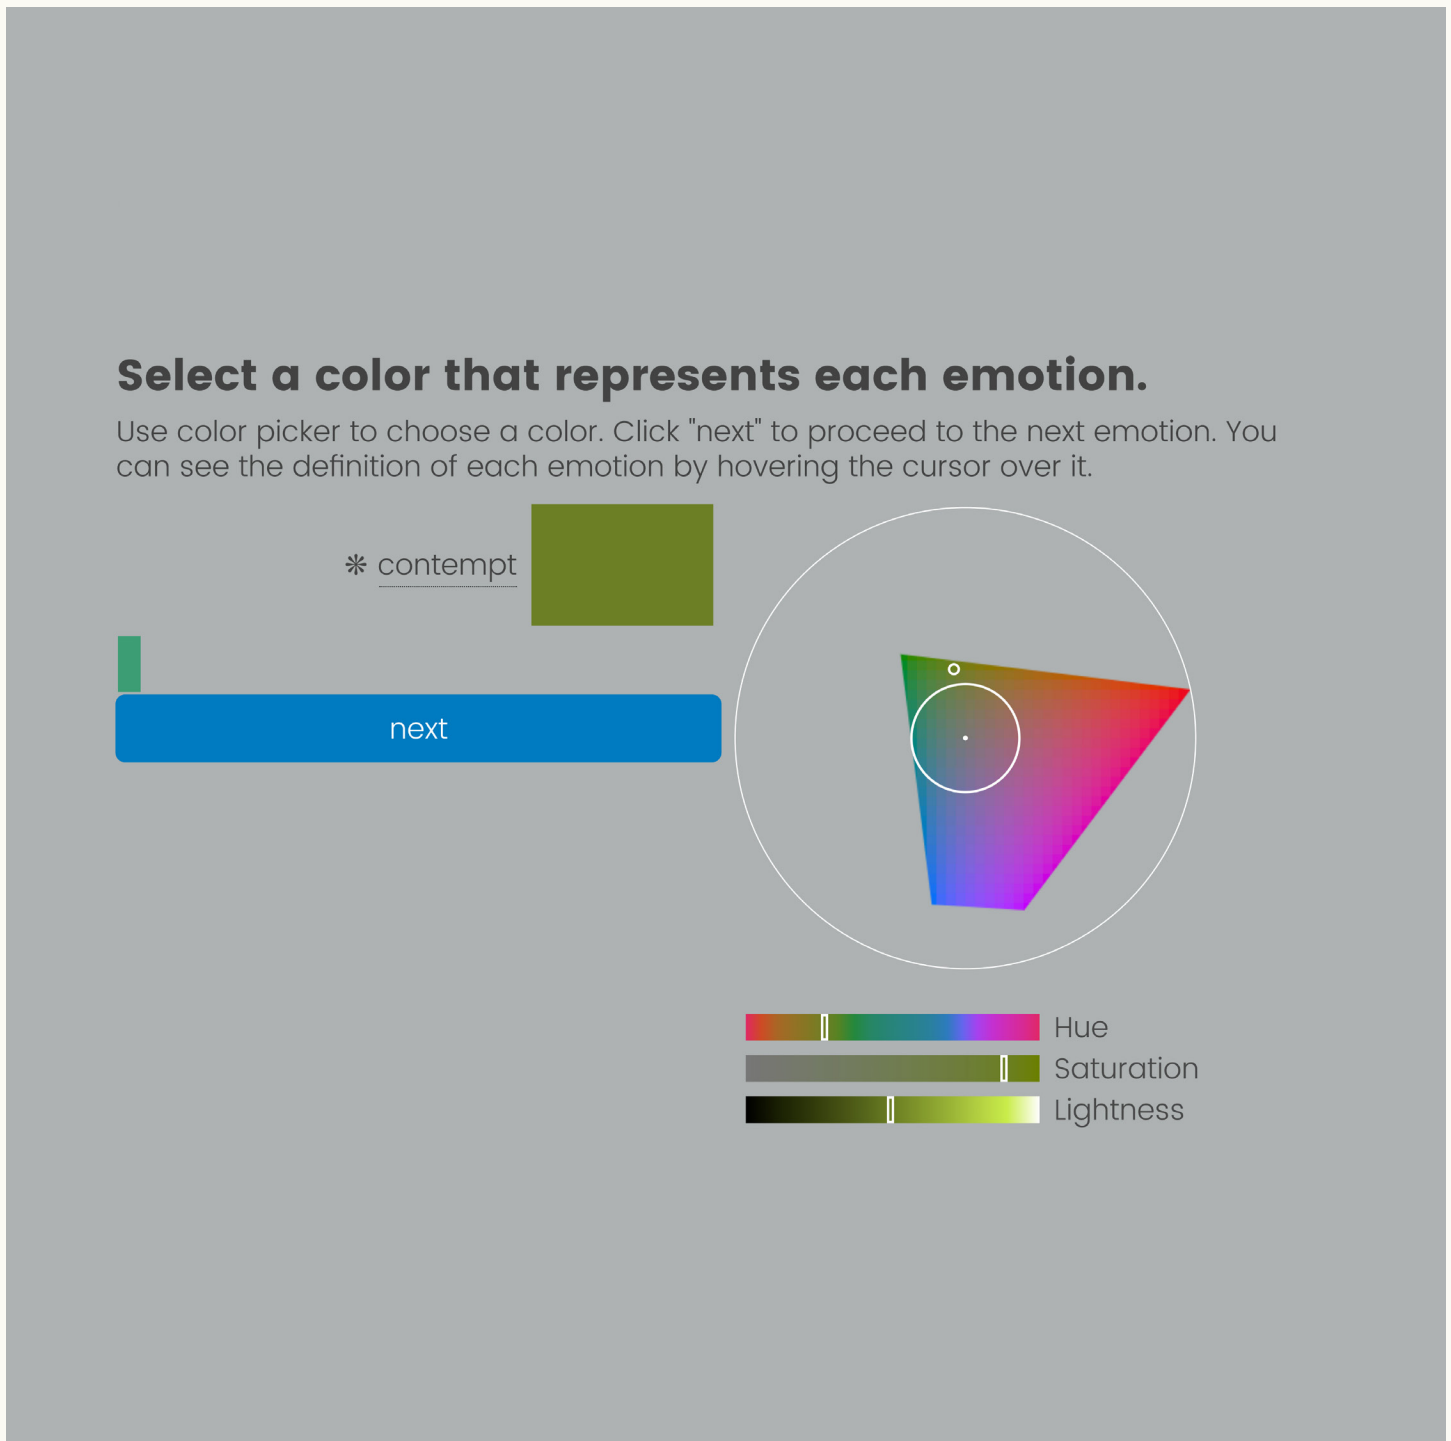 Select a color that represents each emotion.
Use color picker to choose a color. Click "next" to proceed to the next emotion. You
can see the definition of each emotion by hovering the cursor over it.
❊ contempt
next
Hue
Saturation
Lightness